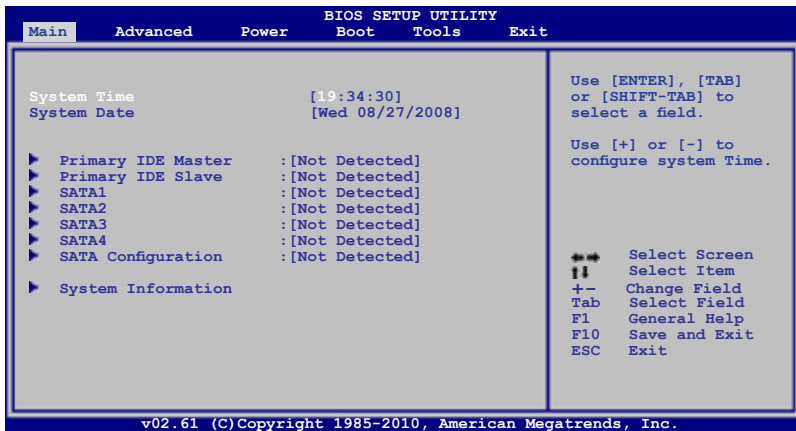 BIOS SETUP UTILITY
Main Advanced Power Boot Tools Exit
System Time [19:34:30]
System Date [Wed 08/27/2008]
Primary IDE Master :[Not Detected]
Primary IDE Slave :[Not Detected]
SATA1 :[Not Detected]
SATA2 :[Not Detected]
SATA3 :[Not Detected]
SATA4 :[Not Detected]
SATA Configuration :[Not Detected]
System Information
Use [ENTER], [TAB]
or [SHIFT-TAB] to
select a field.
Use [+] or [-] to
configure system Time.
←→ Select Screen
↑↓ Select Item
+- Change Field
Tab Select Field
F1 General Help
F10 Save and Exit
ESC Exit
v02.61 (C)Copyright 1985-2010, American Megatrends, Inc.